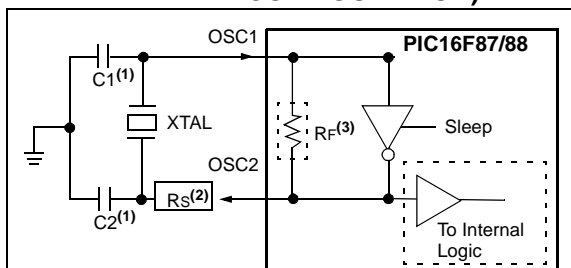 OSC1
PIC16F87/88
C1(1)
XTAL
RF(3)
Sleep
OSC2
RS(2)
C2(1)
To Internal
Logic